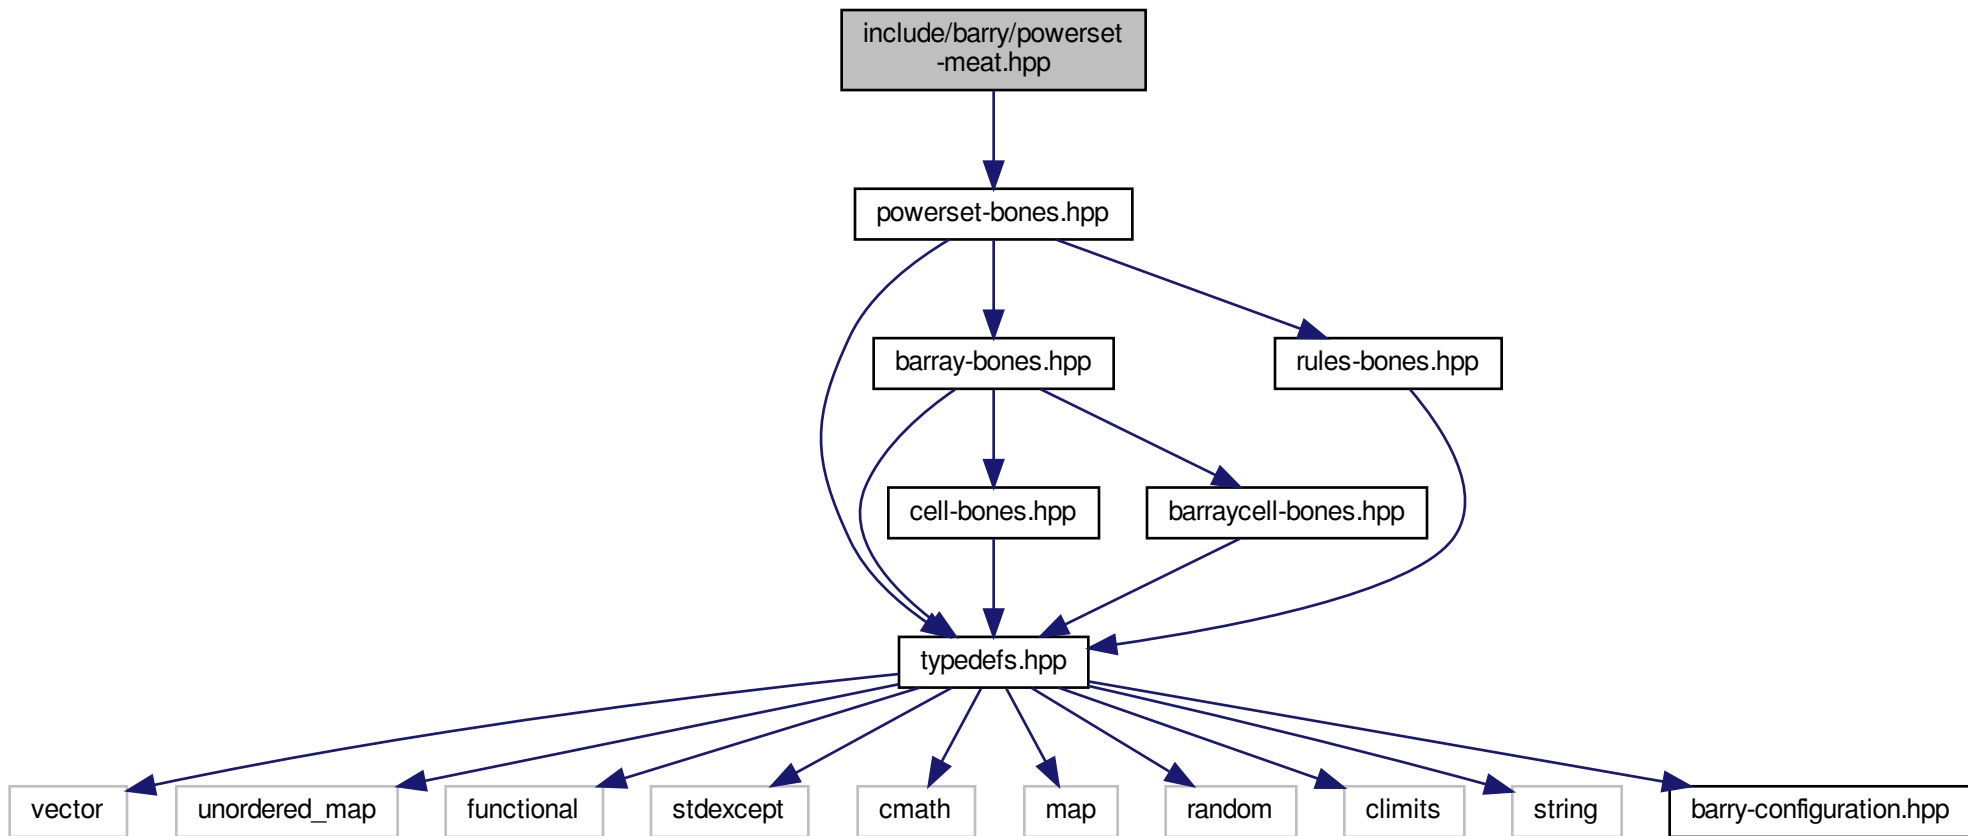 include/barry/powerset
-meat.hpp
powerset-bones.hpp
barray-bones.hpp
rules-bones.hpp
cell-bones.hpp
barraycell-bones.hpp
typedefs.hpp
vector
unordered_map
functional
stdexcept
cmath
map
random
climits
string
barry-configuration.hpp